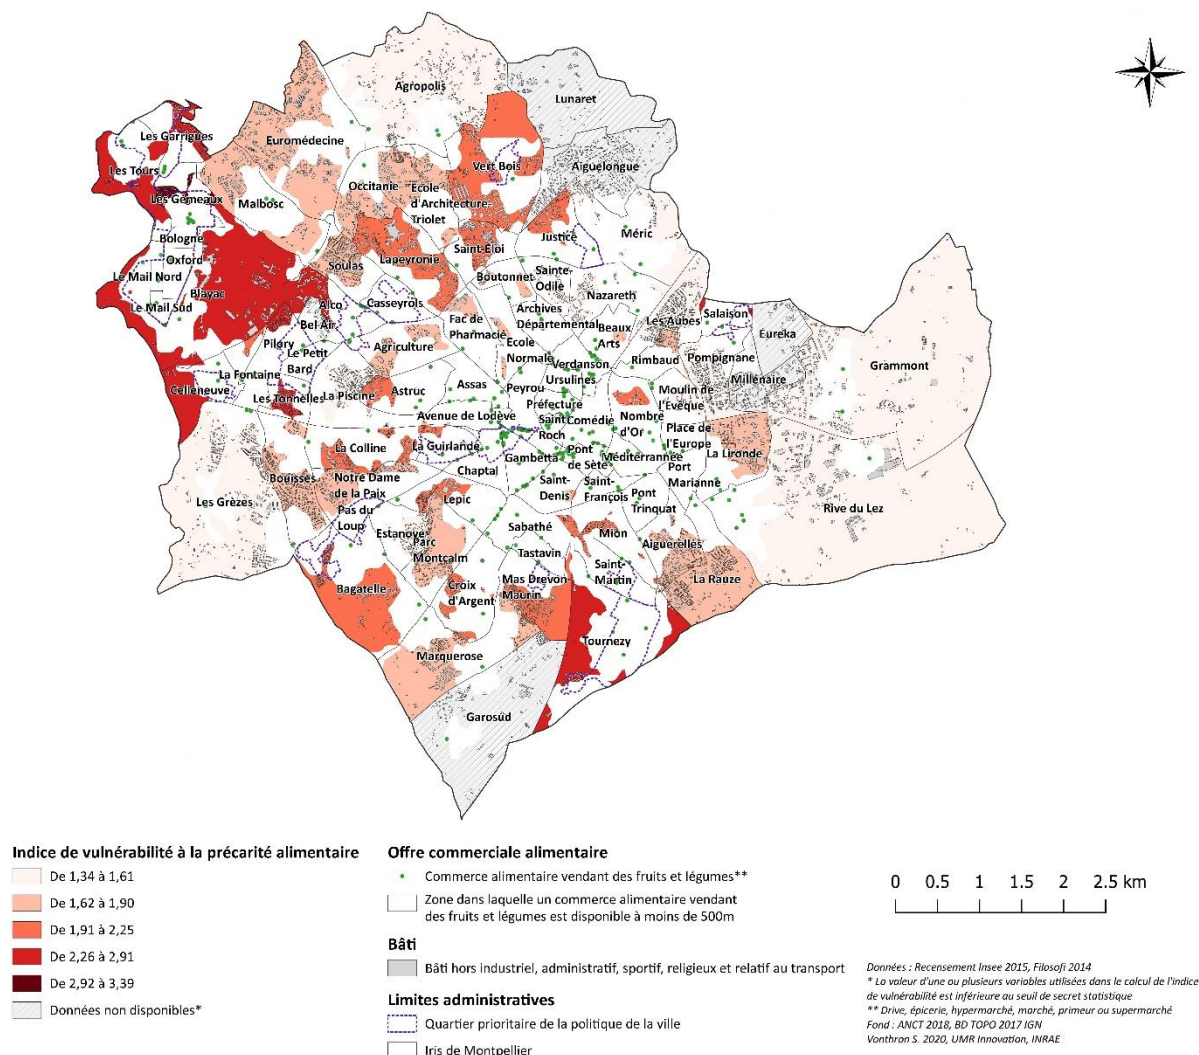 Agropolis
Lunaret
Les Garrigues
Euromédecine
Vert Bois
Aiguelongue
Les Tours
Les Gémeaux
Malbosc
Occitanie
Ecole
d'Architecture-
Triolet
Bologne
Oxford
Justice
Méric
Saint-Eloi
Soulas
Lapeyronie
Le Mail Nord
Blayac
Boutonnet
Sainte-
Odile
Nazareth
Le Mail Sud
Alco
Casseyrols
Archives
Départemental
Bel Air
Fac de
Pharmacie
Beaux
Arts
Les Aubes
Salaison
Eureka
Pilory
Agriculture
Ecole
Normale
Verdanson
Rimbaud
Pompignane
Grammont
Le Petit
Bard
La Fontaine
Celleneuve
Les Tonnelles
La Piscine
Astruc
Assas
Peyrou
Ursulines
Millénaire
Préfecture
Moulin de
l'Evêque
Avenue de Lodève
Saint
Roch
Comédie
Nombre
d'Or
Place de
l'Europe
La Colline
La Guirlande
Gambetta
Pont
de Sète
Méditerrannée
La Lironde
Chaptal
Port
Marianne
Bouisses
Notre Dame
de la Paix
Saint-
Denis
Saint-
François
Pont
Trinquat
Les Grèzes
Lepic
Rive du Lez
Pas du
Loup
Estanove
Parc
Montcalm
Sabathé
Mion
Aiguerelles
Tastavin
Saint-
Martin
La Rauze
Bagatelle
Croix
d'Argent
Mas Drevon
Maurin
Tournezy
Marquerose
Garosud
Indice de vulnérabilité à la précarité alimentaire
De 1,34 à 1,61
De 1,62 à 1,90
De 1,91 à 2,25
De 2,26 à 2,91
De 2,92 à 3,39
Données non disponibles*
Offre commerciale alimentaire
Commerce alimentaire vendant des fruits et légumes**
Zone dans laquelle un commerce alimentaire vendant
des fruits et légumes est disponible à moins de 500m
Bâti
Bâti hors industriel, administratif, sportif, religieux et relatif au transport
Limites administratives
Quartier prioritaire de la politique de la ville
Iris de Montpellier
0 0.5 1 1.5 2 2.5 km
Données : Recensement Insee 2015, Filosofi 2014
* La valeur d'une ou plusieurs variables utilisées dans le calcul de l'indice
de vulnérabilité est inférieure au seuil de secret statistique
** Drive, épicerie, hypermarché, marché, primeur ou supermarché
Fond : ANCT 2018, BD TOPO 2017 IGN
Vonthron S. 2020, UMR Innovation, INRAE